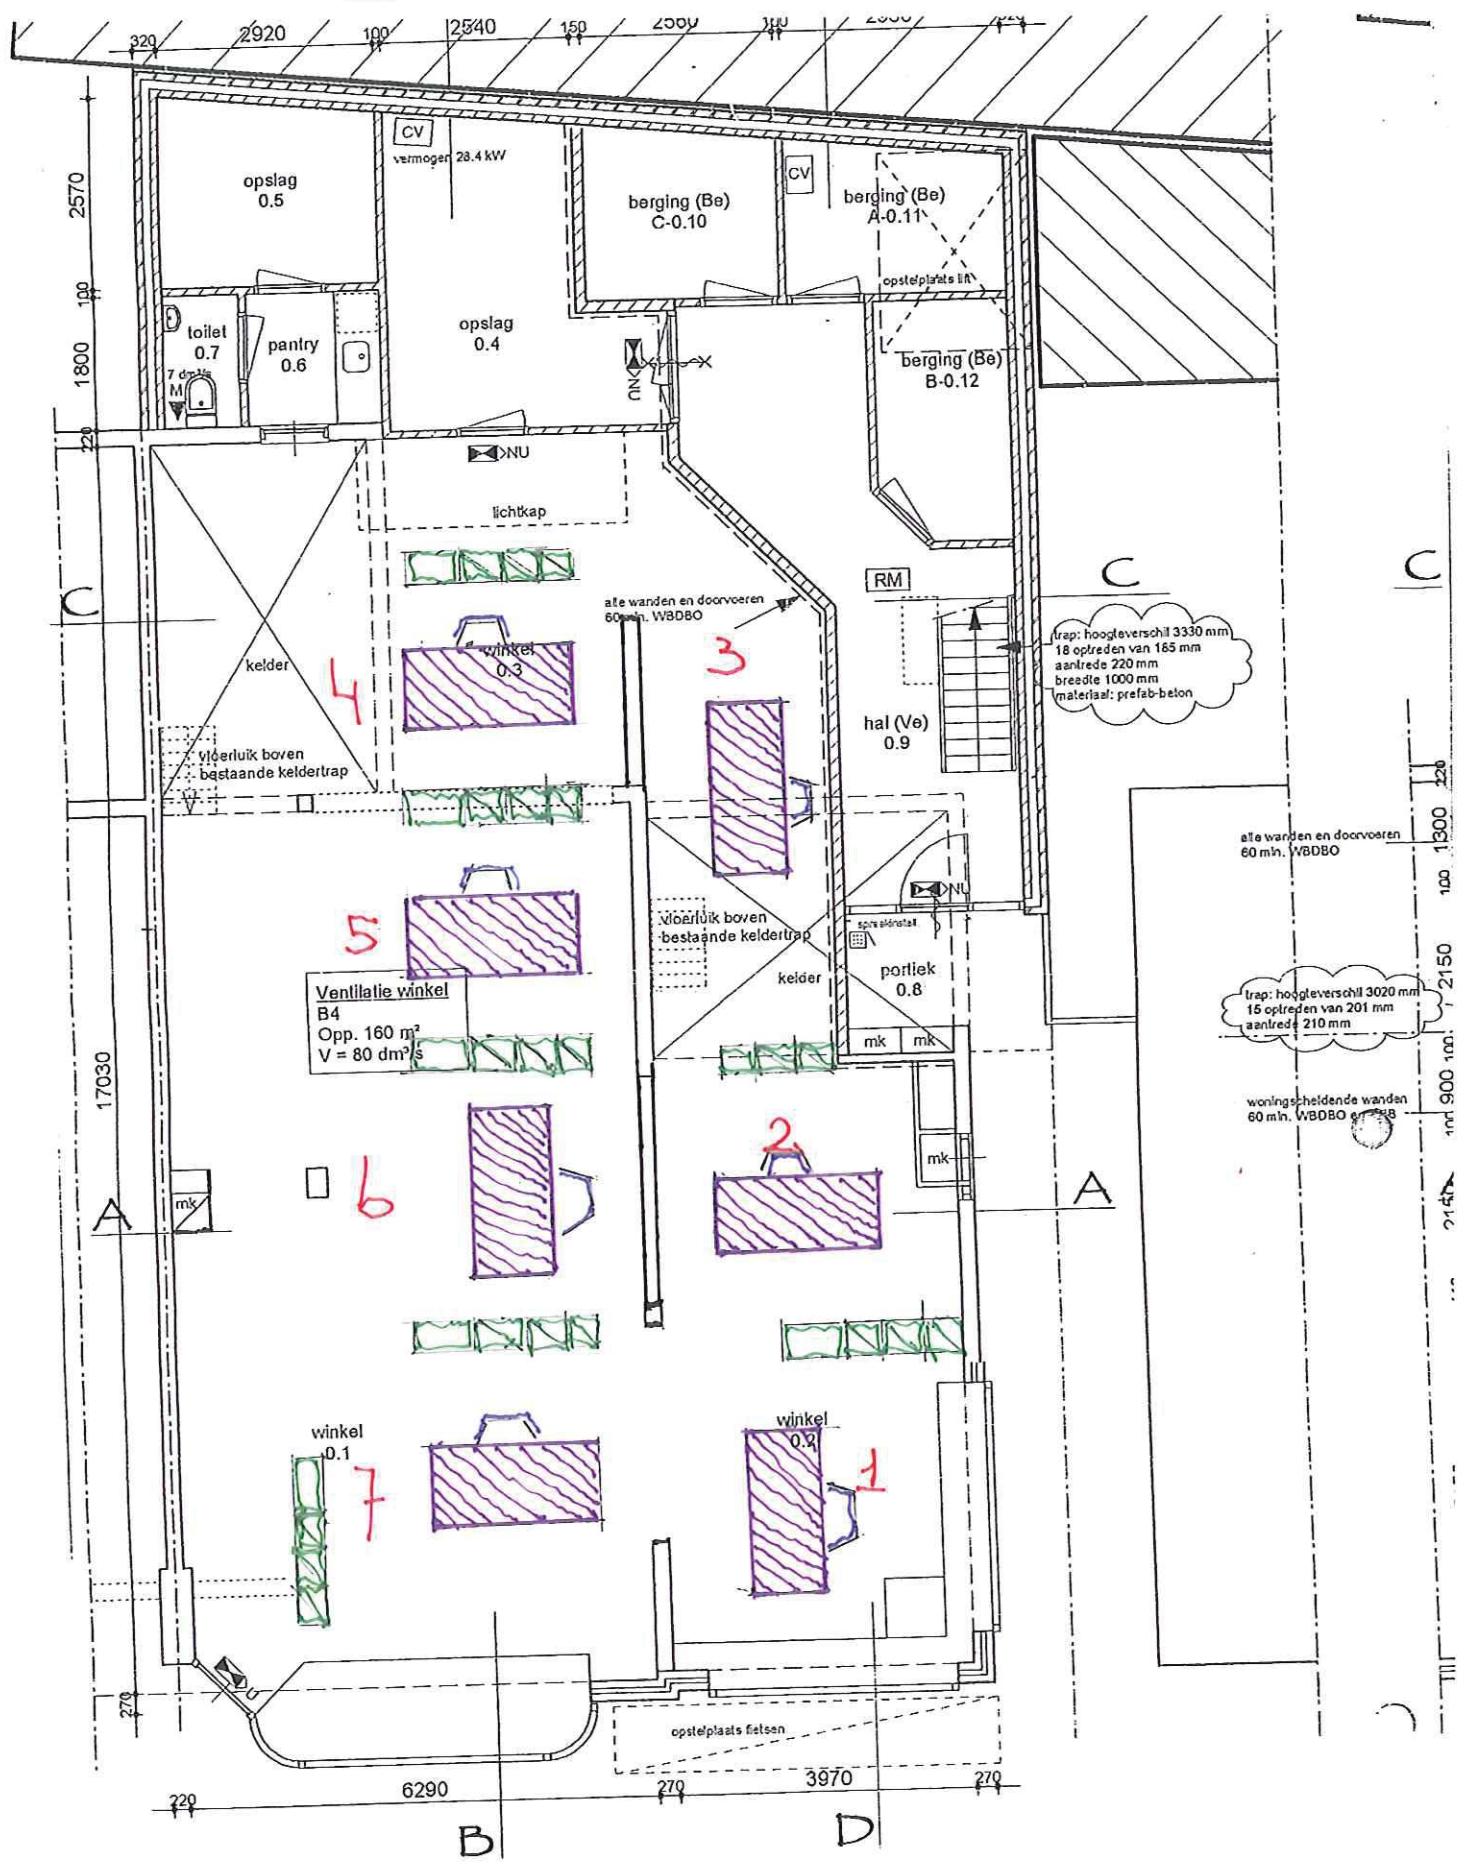 320
2920
100
2540
150
2560
100
CV
vermogen 28.4 kW
CV
opslag
0.5
berging (Be)
C-0.10
berging (Be)
A-0.11
opstelplaats lift
2570
100
1800
220
toilet
0.7
7 dm³/s
M
pantry
0.6
opslag
0.4
NU
berging (Be)
B-0.12
NU
lichtkap
C
RM
C
C
alle wanden en doorvoeren
60 min. WBDBO
trap: hoogteverschil 3330 mm
18 optreden van 185 mm
aantrede 220 mm
breedte 1000 mm
materiaal: prefab-beton
kelder
4
winkel
0.3
3
hal (Ve)
0.9
vloerluik boven
bestaande keldertrap
220
1300
alle wanden en doorvoeren
60 min. WBDBO
100
NU
5
vloerluik boven
bestaande keldertrap
kelder
portiek
0.8
2150
Ventilatie winkel
B4
Opp. 160 m²
V = 80 dm³/s
trap: hoogteverschil 3020 mm
15 optreden van 201 mm
aantrede 210 mm
mk
mk
100
17030
woningscheidende wanden
60 min. WBDBO
900
100
2
mk
6
mk
A
A
winkel
0.1
winkel
0.2
7
1
270
opstelplaats fietsen
220
6290
270
3970
270
B
D